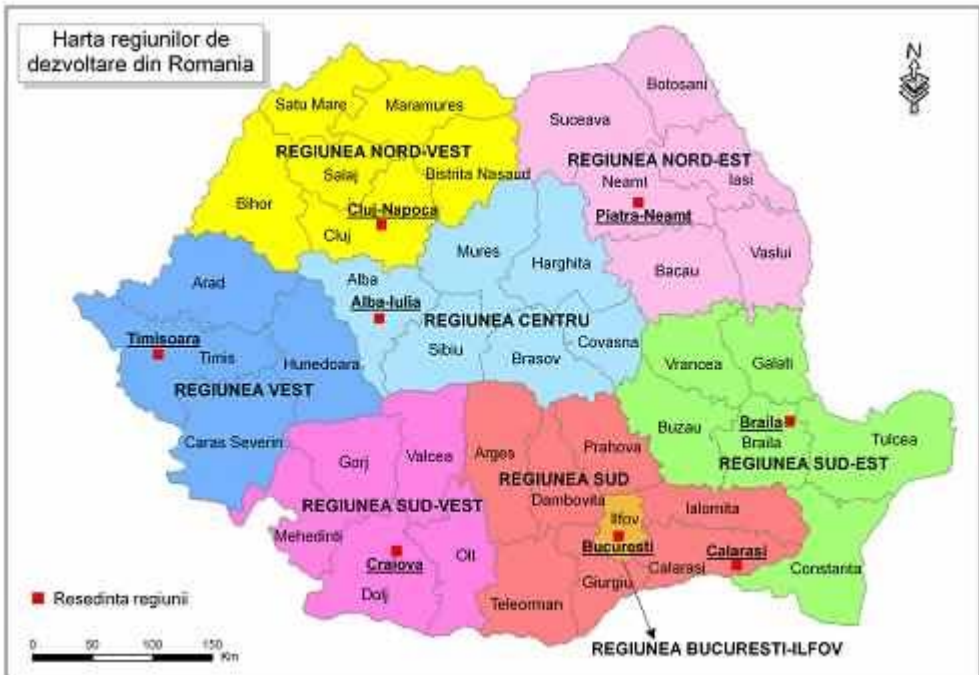 Harta regiunilor de
dezvoltare din Romania
N
Satu Mare
Maramures
Botosani
Suceava
REGIUNEA NORD-VEST
REGIUNEA NORD-EST
Salaj
Bistrita Nasaud
Neamt
Iasi
Bihor
Cluj-Napoca
Piatra-Neamt
Cluj
Mures
Harghita
Bacau
Vaslui
Arad
Alba
Alba-Iulia
REGIUNEA CENTRU
Timisoara
Timis
Hunedoara
Sibiu
Brasov
Covasna
Vrancea
Galati
REGIUNEA VEST
Caras Severin
Gorj
Valcea
Arges
Prahova
Buzau
Braila
Braila
Tulcea
REGIUNEA SUD-EST
REGIUNEA SUD
REGIUNEA SUD-VEST
Dambovita
Ilfov
Ialomita
Mehedinti
Craiova
Olt
Bucuresti
Calarasi
Calarasi
Constanta
Dolj
Teleorman
Giurgiu
Resedinta regiunii
REGIUNEA BUCURESTI-ILFOV
0 50 100 150
Km